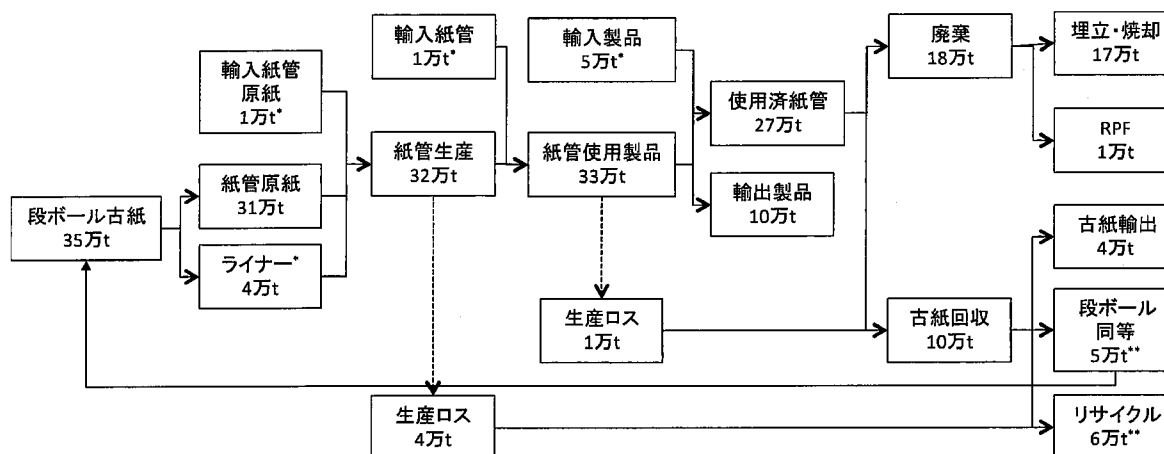 輸入紙管
原紙
1万t*
輸入紙管
1万t*
輸入製品
5万t*
廃棄
18万t
埋立・焼却
17万t
使用済紙管
27万t
RPF
1万t
段ボール古紙
35万t
紙管原紙
31万t
ライナー*
4万t
紙管生産
32万t
紙管使用製品
33万t
輸出製品
10万t
古紙輸出
4万t
生産ロス
1万t
古紙回収
10万t
段ボール
同等
5万t**
生産ロス
4万t
リサイクル
6万t**